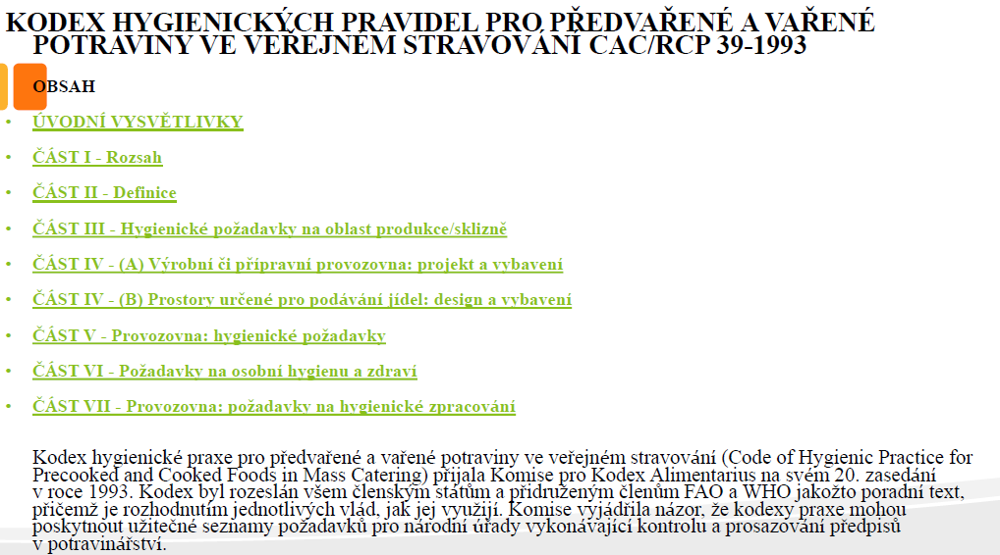 KODEX HYGIENICKÝCH PRAVIDEL PRO PŘEDVAŘENÉ A VAŘENÉ
POTRAVINY VE VEŘEJNÉM STRAVOVÁNÍ CAC/RCP 39-1993
OBSAH
• ÚVODNÍ VYSVĚTLIVKY
• ČÁST I - Rozsah
• ČÁST II - Definice
• ČÁST III - Hygienické požadavky na oblast produkce/sklizně
• ČÁST IV - (A) Výrobní či přípravní provozovna: projekt a vybavení
• ČÁST IV - (B) Prostory určené pro podávání jídel: design a vybavení
• ČÁST V - Provozovna: hygienické požadavky
• ČÁST VI - Požadavky na osobní hygienu a zdraví
• ČÁST VII - Provozovna: požadavky na hygienické zpracování
Kodex hygienické praxe pro předvařené a vařené potraviny ve veřejném stravování (Code of Hygienic Practice for
Precooked and Cooked Foods in Mass Catering) přijala Komise pro Kodex Alimentarius na svém 20. zasedání
v roce 1993. Kodex byl rozeslán všem členským státům a přidruženým členům FAO a WHO jakožto poradní text,
přičemž je rozhodnutím jednotlivých vlád, jak jej využijí. Komise vyjádřila názor, že kodexy praxe mohou
poskytnout užitečné seznamy požadavků pro národní úřady vykonávající kontrolu a prosazování předpisů
v potravinářství.